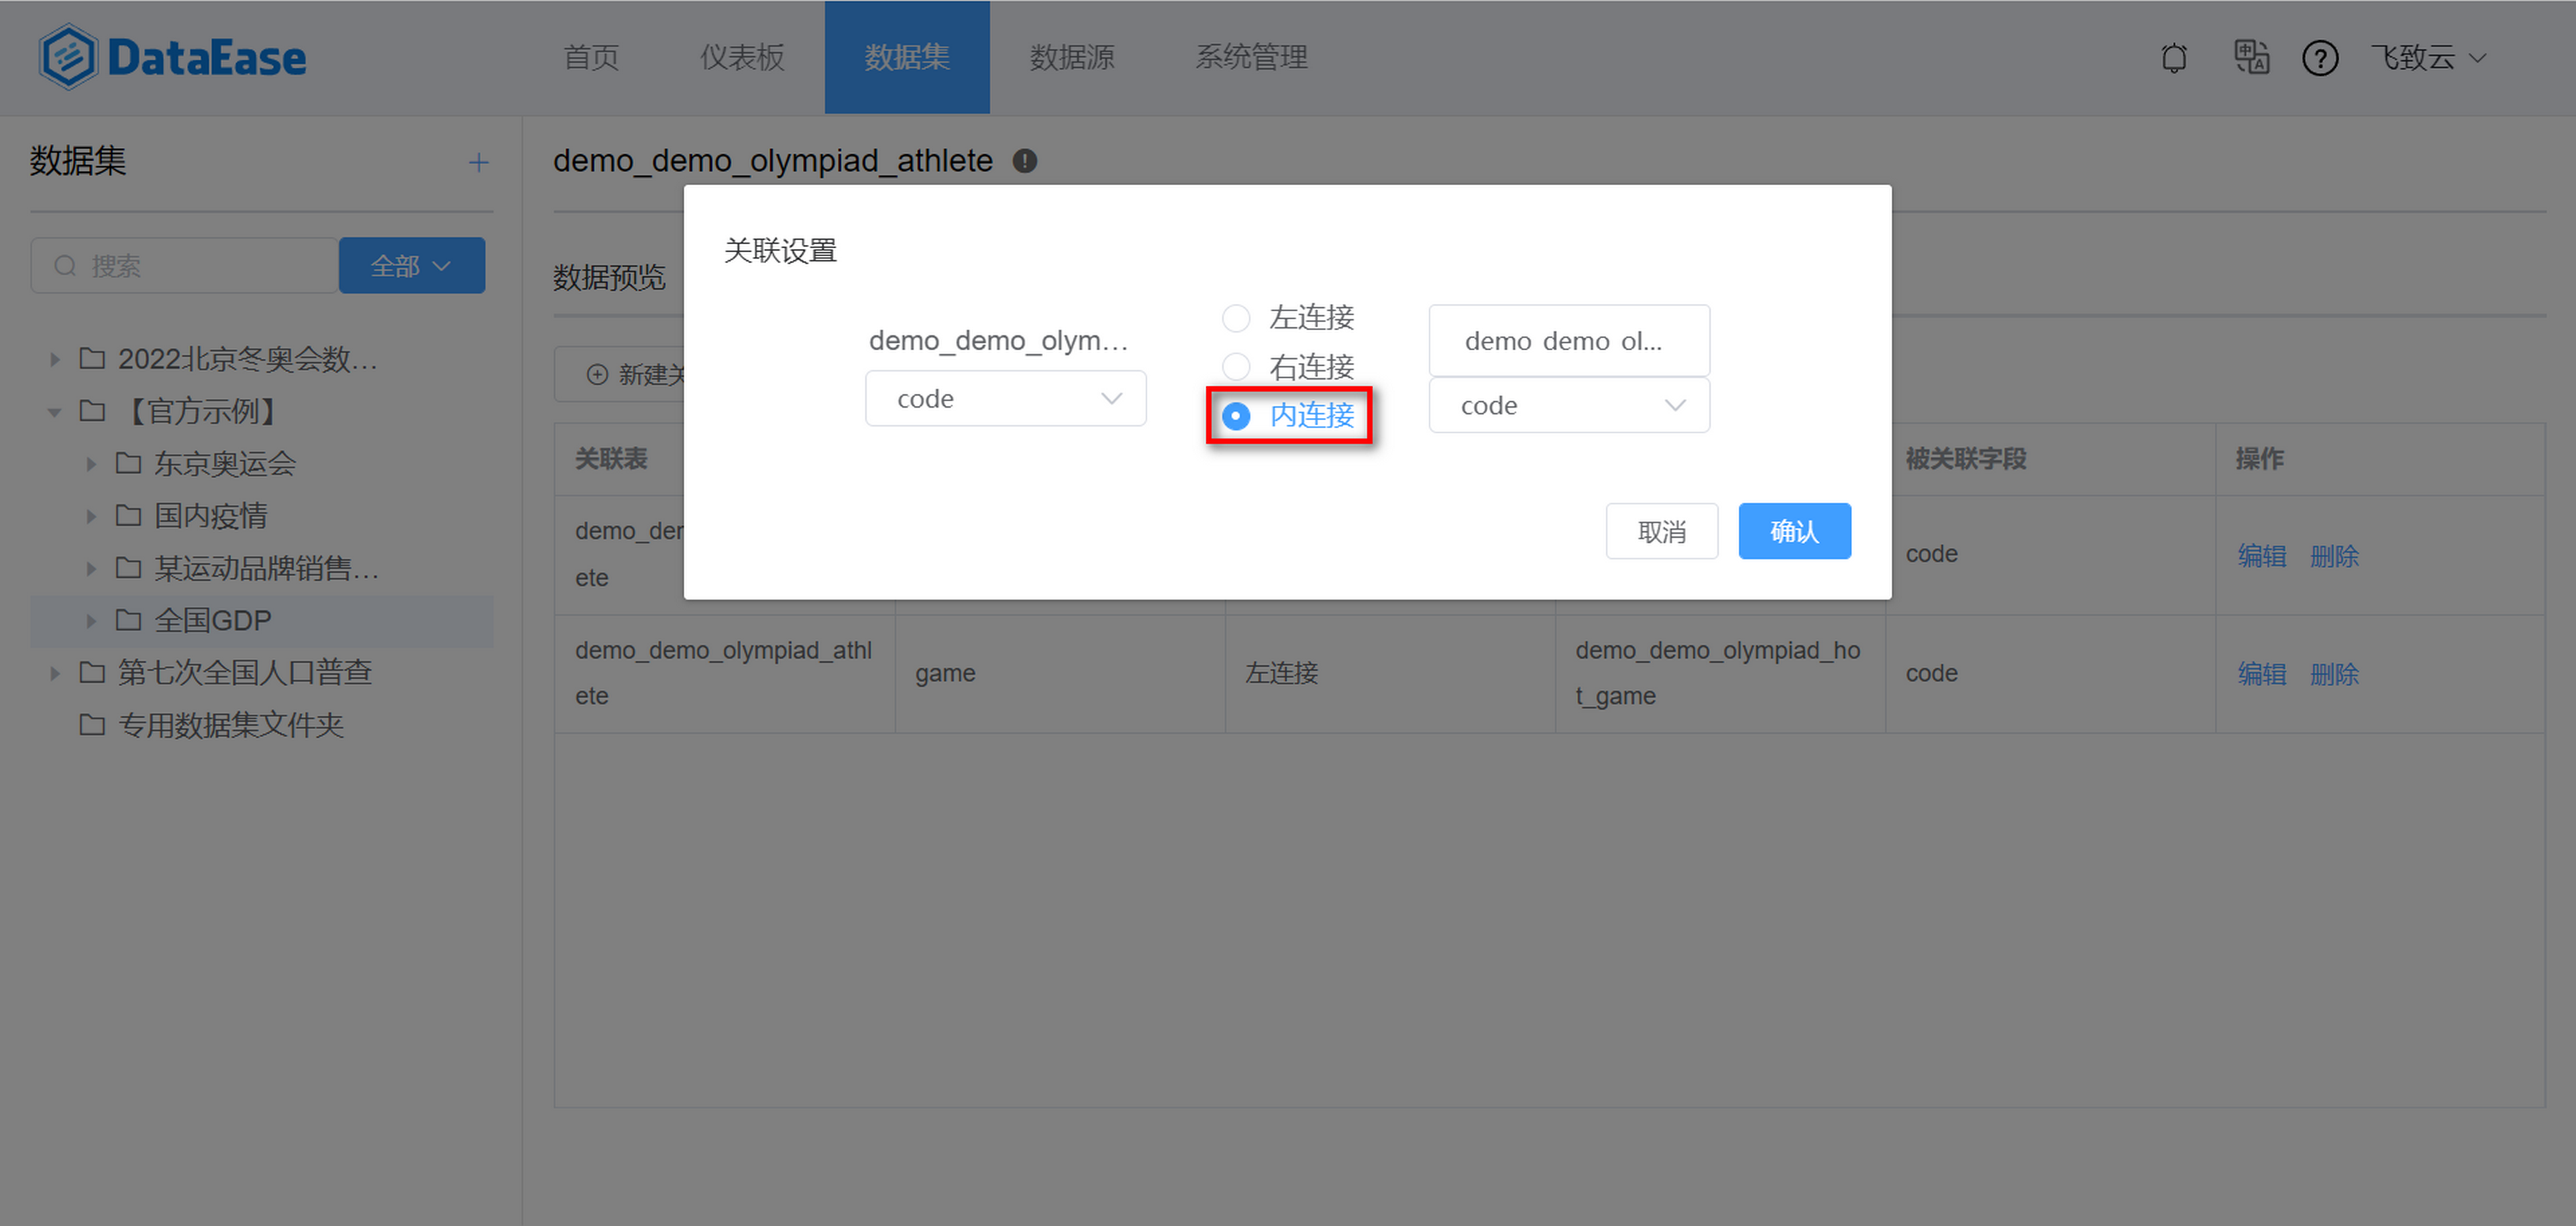 DataEase
首页 仪表板 数据集 数据源 系统管理
飞致云
数据集
搜索 全部
2022北京冬奥会数...
【官方示例】
东京奥运会
国内疫情
某运动品牌销售...
全国GDP
第七次全国人口普查
专用数据集文件夹
demo_demo_olympiad_athlete
数据预览
新建关
关联表 被关联字段 操作
demo_der
ete
code 编辑 删除
demo_demo_olympiad_athl
ete
game 左连接
demo_demo_olympiad_ho
t_game
code 编辑 删除
关联设置
demo_demo_olym...
code
左连接
右连接
内连接
demo demo ol...
code
取消 确认